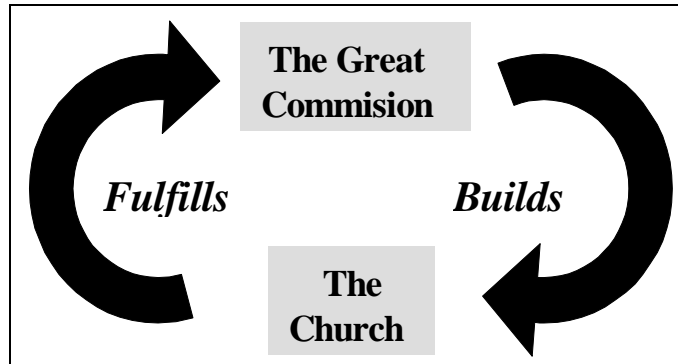 The Great
Commision
Fulfills
Builds
The
Church